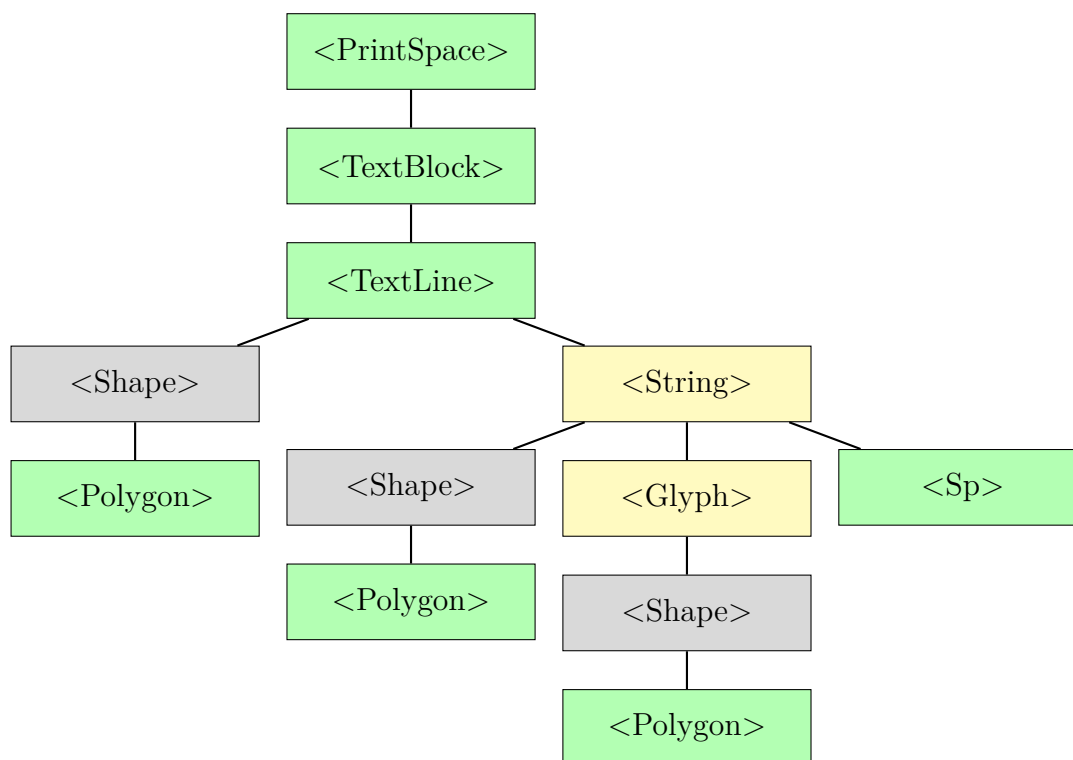 <PrintSpace>
<TextBlock>
<TextLine>
<Shape>
<String>
<Polygon>
<Shape>
<Glyph>
<Sp>
<Polygon>
<Shape>
<Polygon>